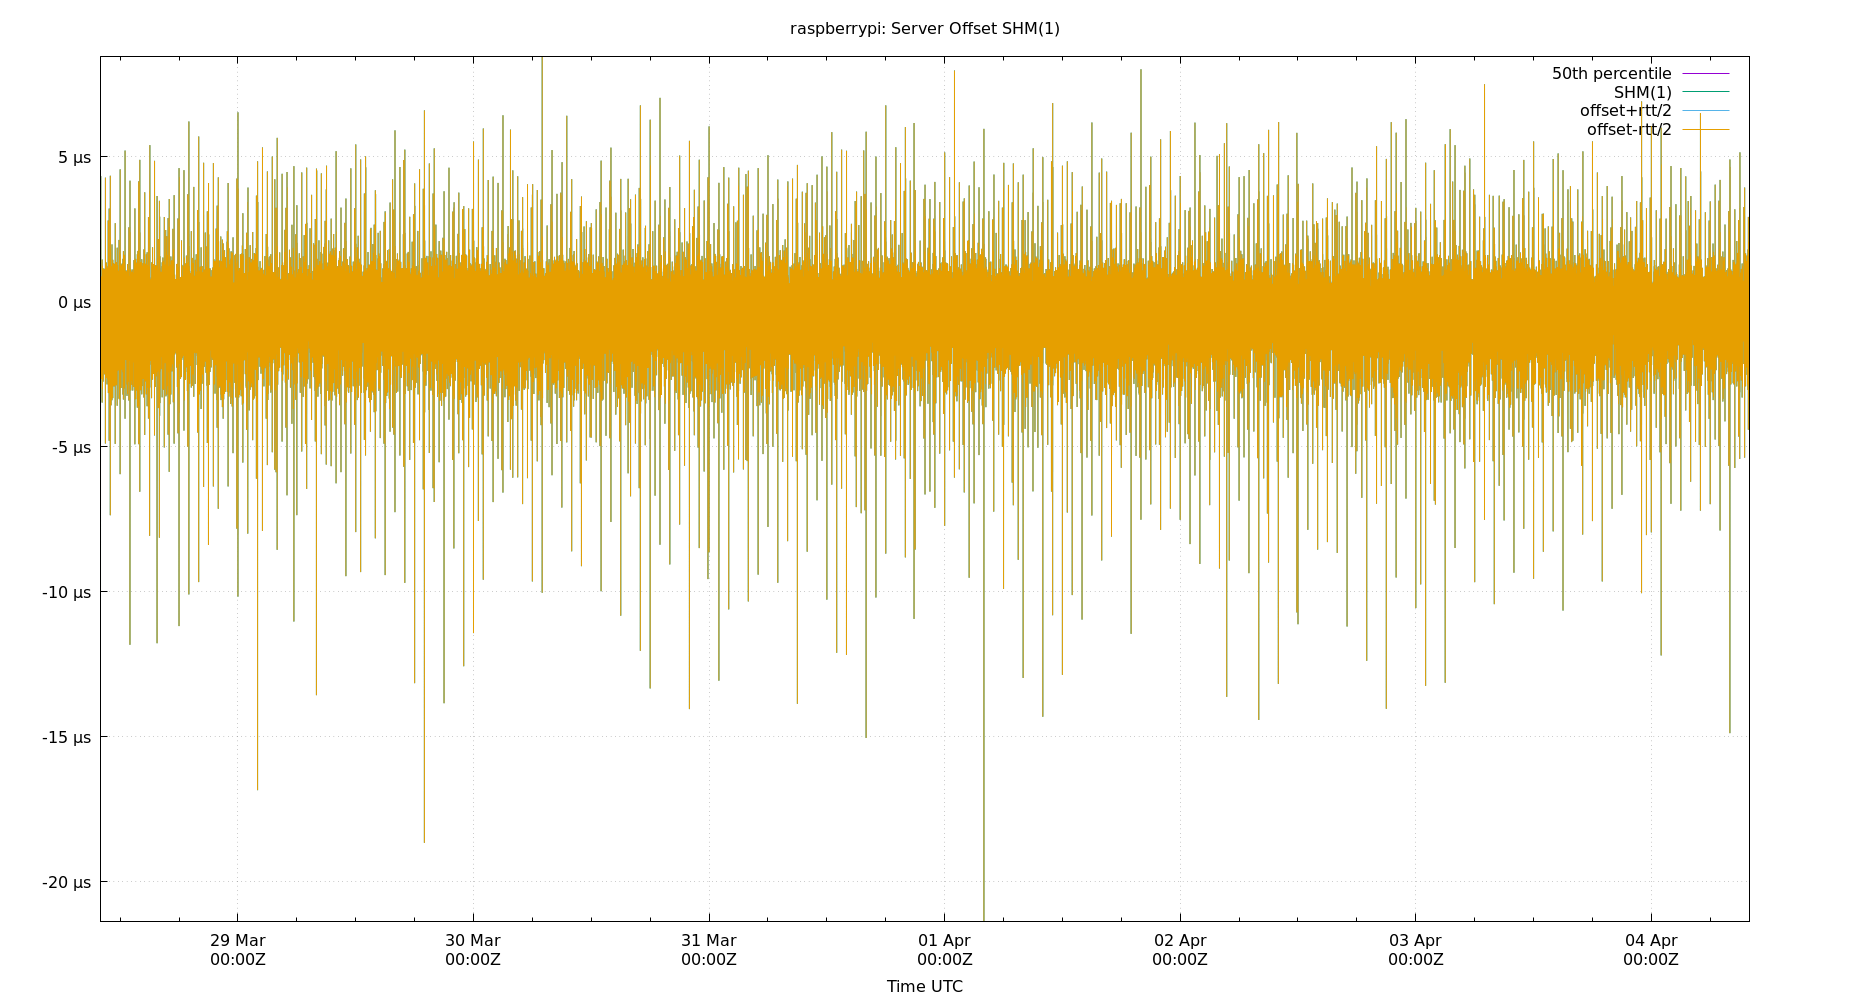 raspberrypi: Server Offset SHM(1)
50th percentile
SHM(1)
offset+rtt/2
offset-rtt/2
5 µs
0 µs
-5 µs
-10 µs
-15 µs
-20 µs
29 Mar
00:00Z
30 Mar
00:00Z
31 Mar
00:00Z
01 Apr
00:00Z
02 Apr
00:00Z
03 Apr
00:00Z
04 Apr
00:00Z
Time UTC